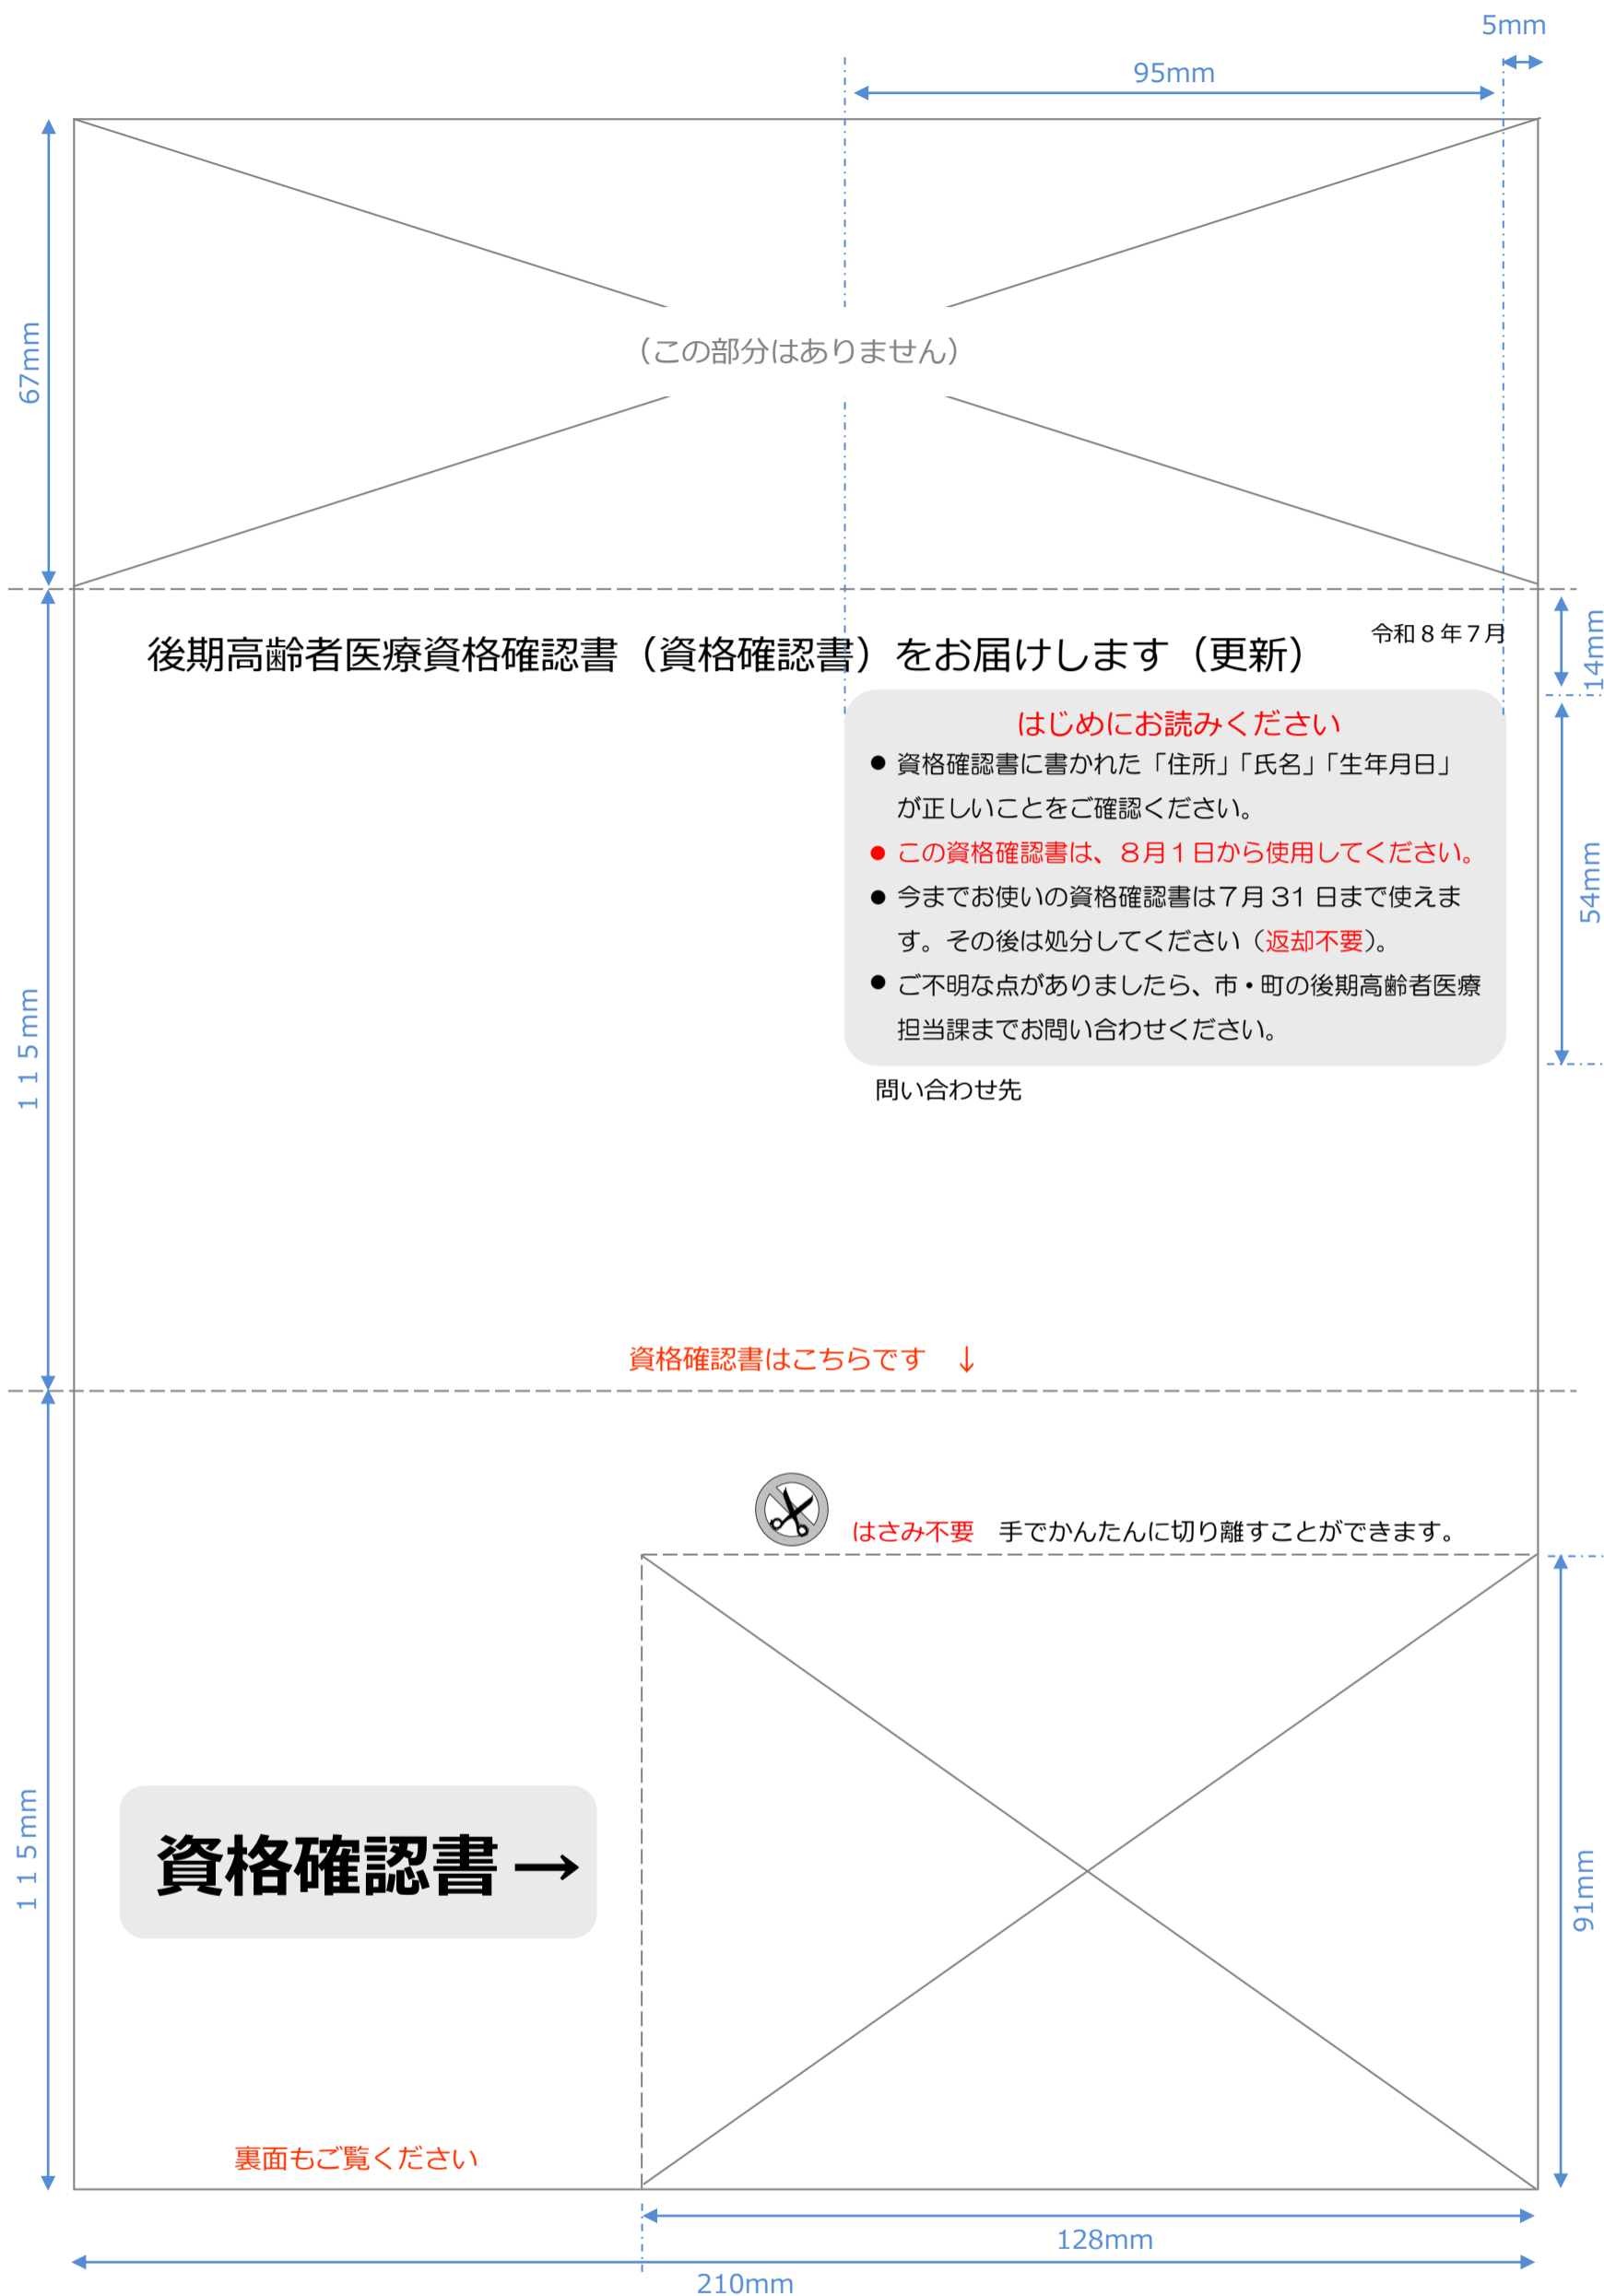 5mm
95mm
67mm
（この部分はありません）
後期高齢者医療資格確認書（資格確認書）をお届けします（更新）
令和８年７月
14mm
はじめにお読みください
● 資格確認書に書かれた「住所」「氏名」「生年月日」
が正しいことをご確認ください。
● この資格確認書は、８月１日から使用してください。
● 今までお使いの資格確認書は７月 31 日まで使えま
す。その後は処分してください（返却不要）。
● ご不明な点がありましたら、市・町の後期高齢者医療
担当課までお問い合わせください。
54mm
問い合わせ先
１１５mm
資格確認書はこちらです　↓
はさみ不要　手でかんたんに切り離すことができます。
資格確認書→
１１５mm
91mm
裏面もご覧ください
128mm
210mm